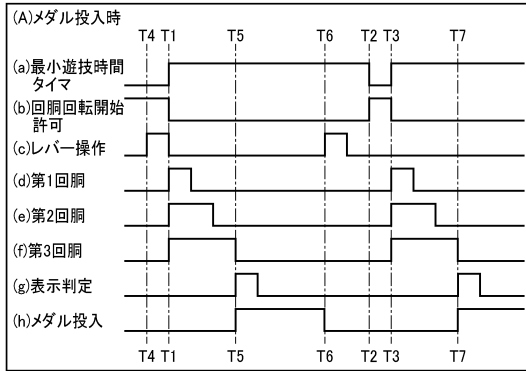 (A)メダル投入時
T4 T1 T5 T6 T2 T3 T7
(a)最小遊技時間
タイマ
(b)回胴回転開始
許可
(c)レバー操作
(d)第1回胴
(e)第2回胴
(f)第3回胴
(g)表示判定
(h)メダル投入
T4 T1 T5 T6 T2 T3 T7